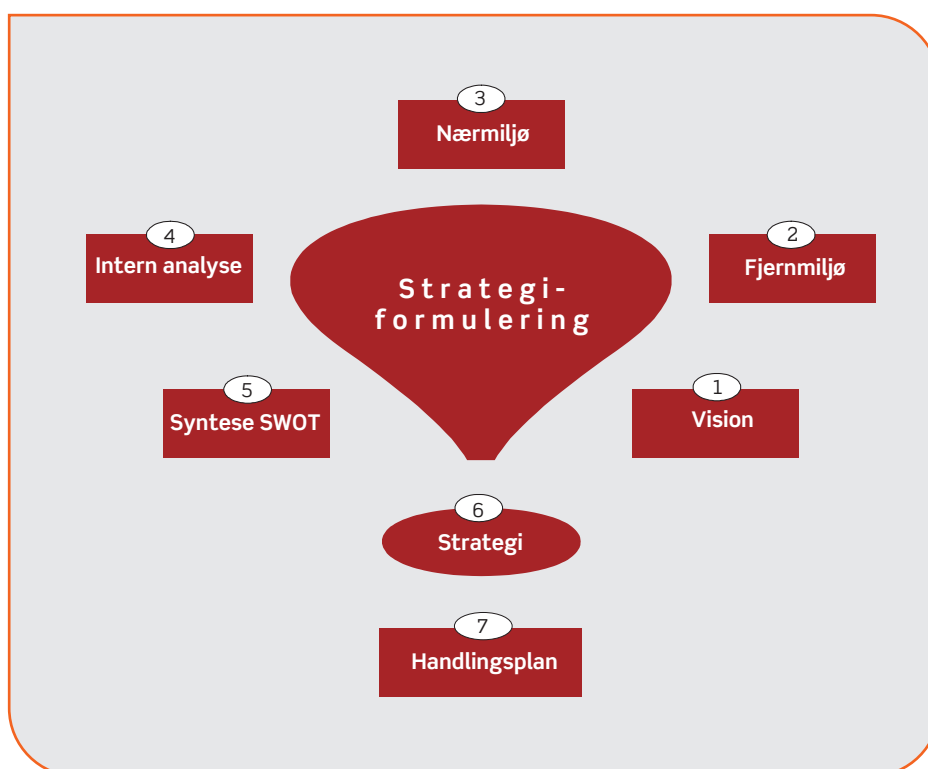 3
Nærmiljø
4
Intern analyse
2
Fjernmiljø
Strategi-
formulering
5
Syntese SWOT
1
Vision
6
Strategi
7
Handlingsplan